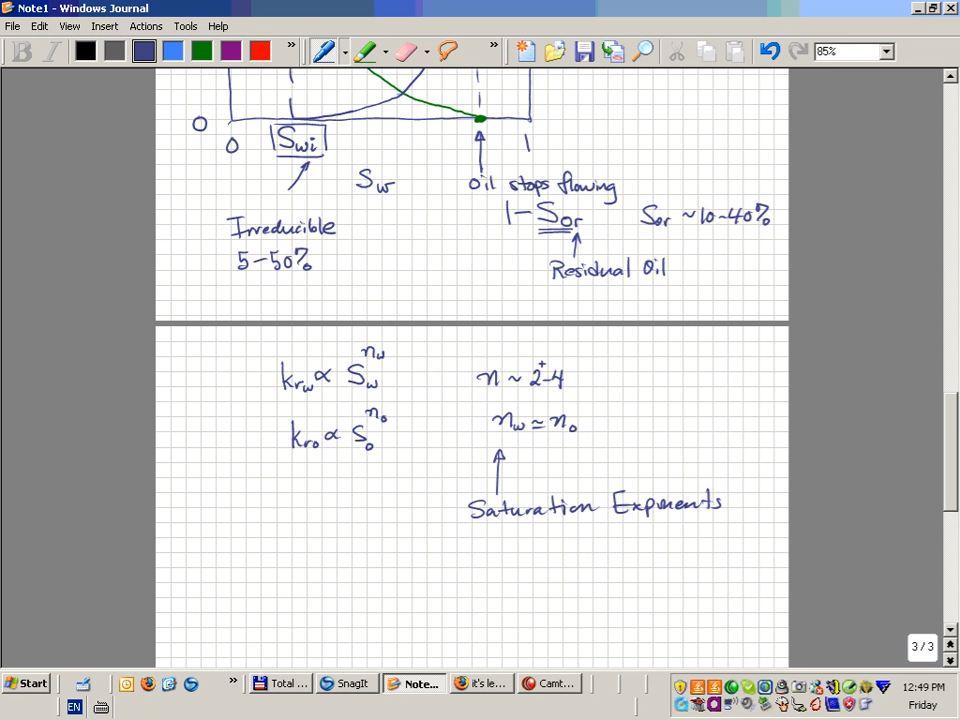 Note1 - Windows Journal
File Edit View Insert Actions Tools Help
B I 85%
0
0 Swi 1
Sw Oil stops flowing
1 - Sor Sor ~10-40%
Irreducible
5-50%
Residual Oil
krw ∝ Sw^nw n ~ 2+-4
kro ∝ So^no nw ≃ no
Saturation Exponents
3 / 3
Start Total ... SnagIt Note... it's le... Camt... 12:49 PM
EN Friday